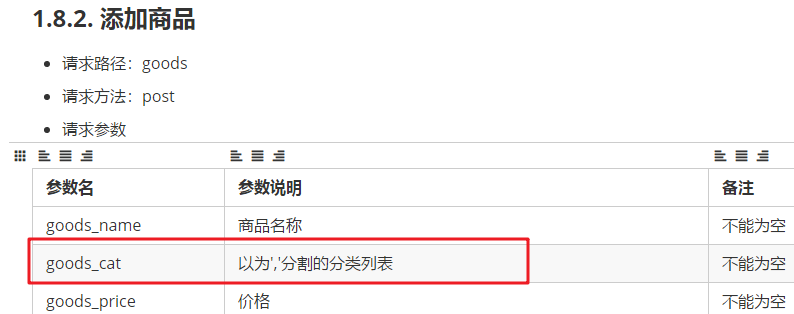 1.8.2. 添加商品
请求路径：goods
请求方法：post
请求参数
参数名 参数说明 备注
goods_name 商品名称 不能为空
goods_cat 以为','分割的分类列表 不能为空
goods_price 价格 不能为空